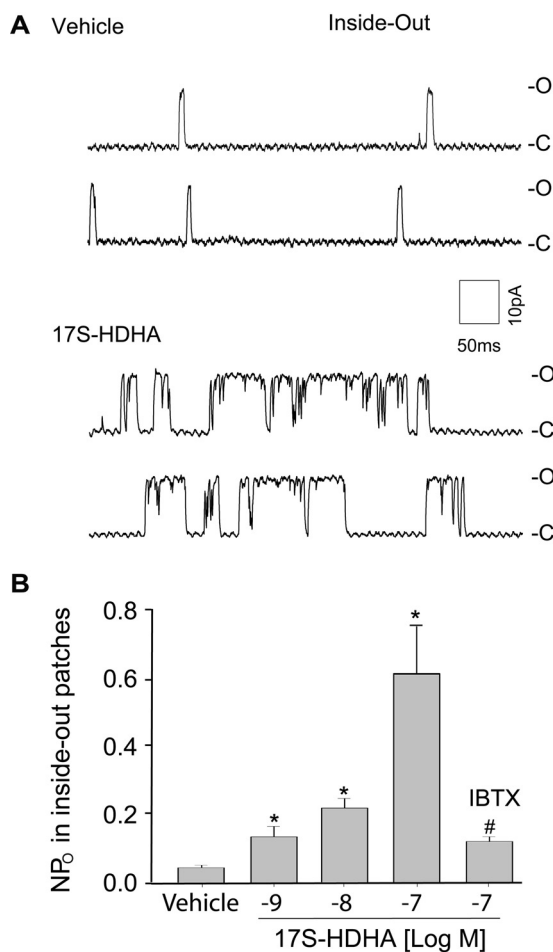 A Vehicle Inside-Out
-O
-C
-O
-C
10pA
50ms
17S-HDHA
-O
-C
-O
-C
B
NPO in inside-out patches
0.8
0.6
0.4
0.2
0.0
*
*
*
IBTX
#
Vehicle -9 -8 -7 -7
17S-HDHA [Log M]